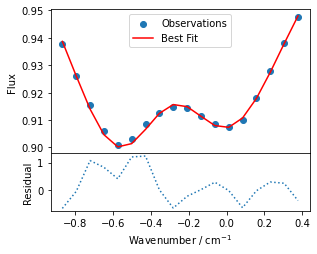 0.95
0.94
0.93
0.92
0.91
0.90
Flux
Observations
Best Fit
1
0
Residual
−0.8 −0.6 −0.4 −0.2 0.0 0.2 0.4
Wavenumber / cm⁻¹